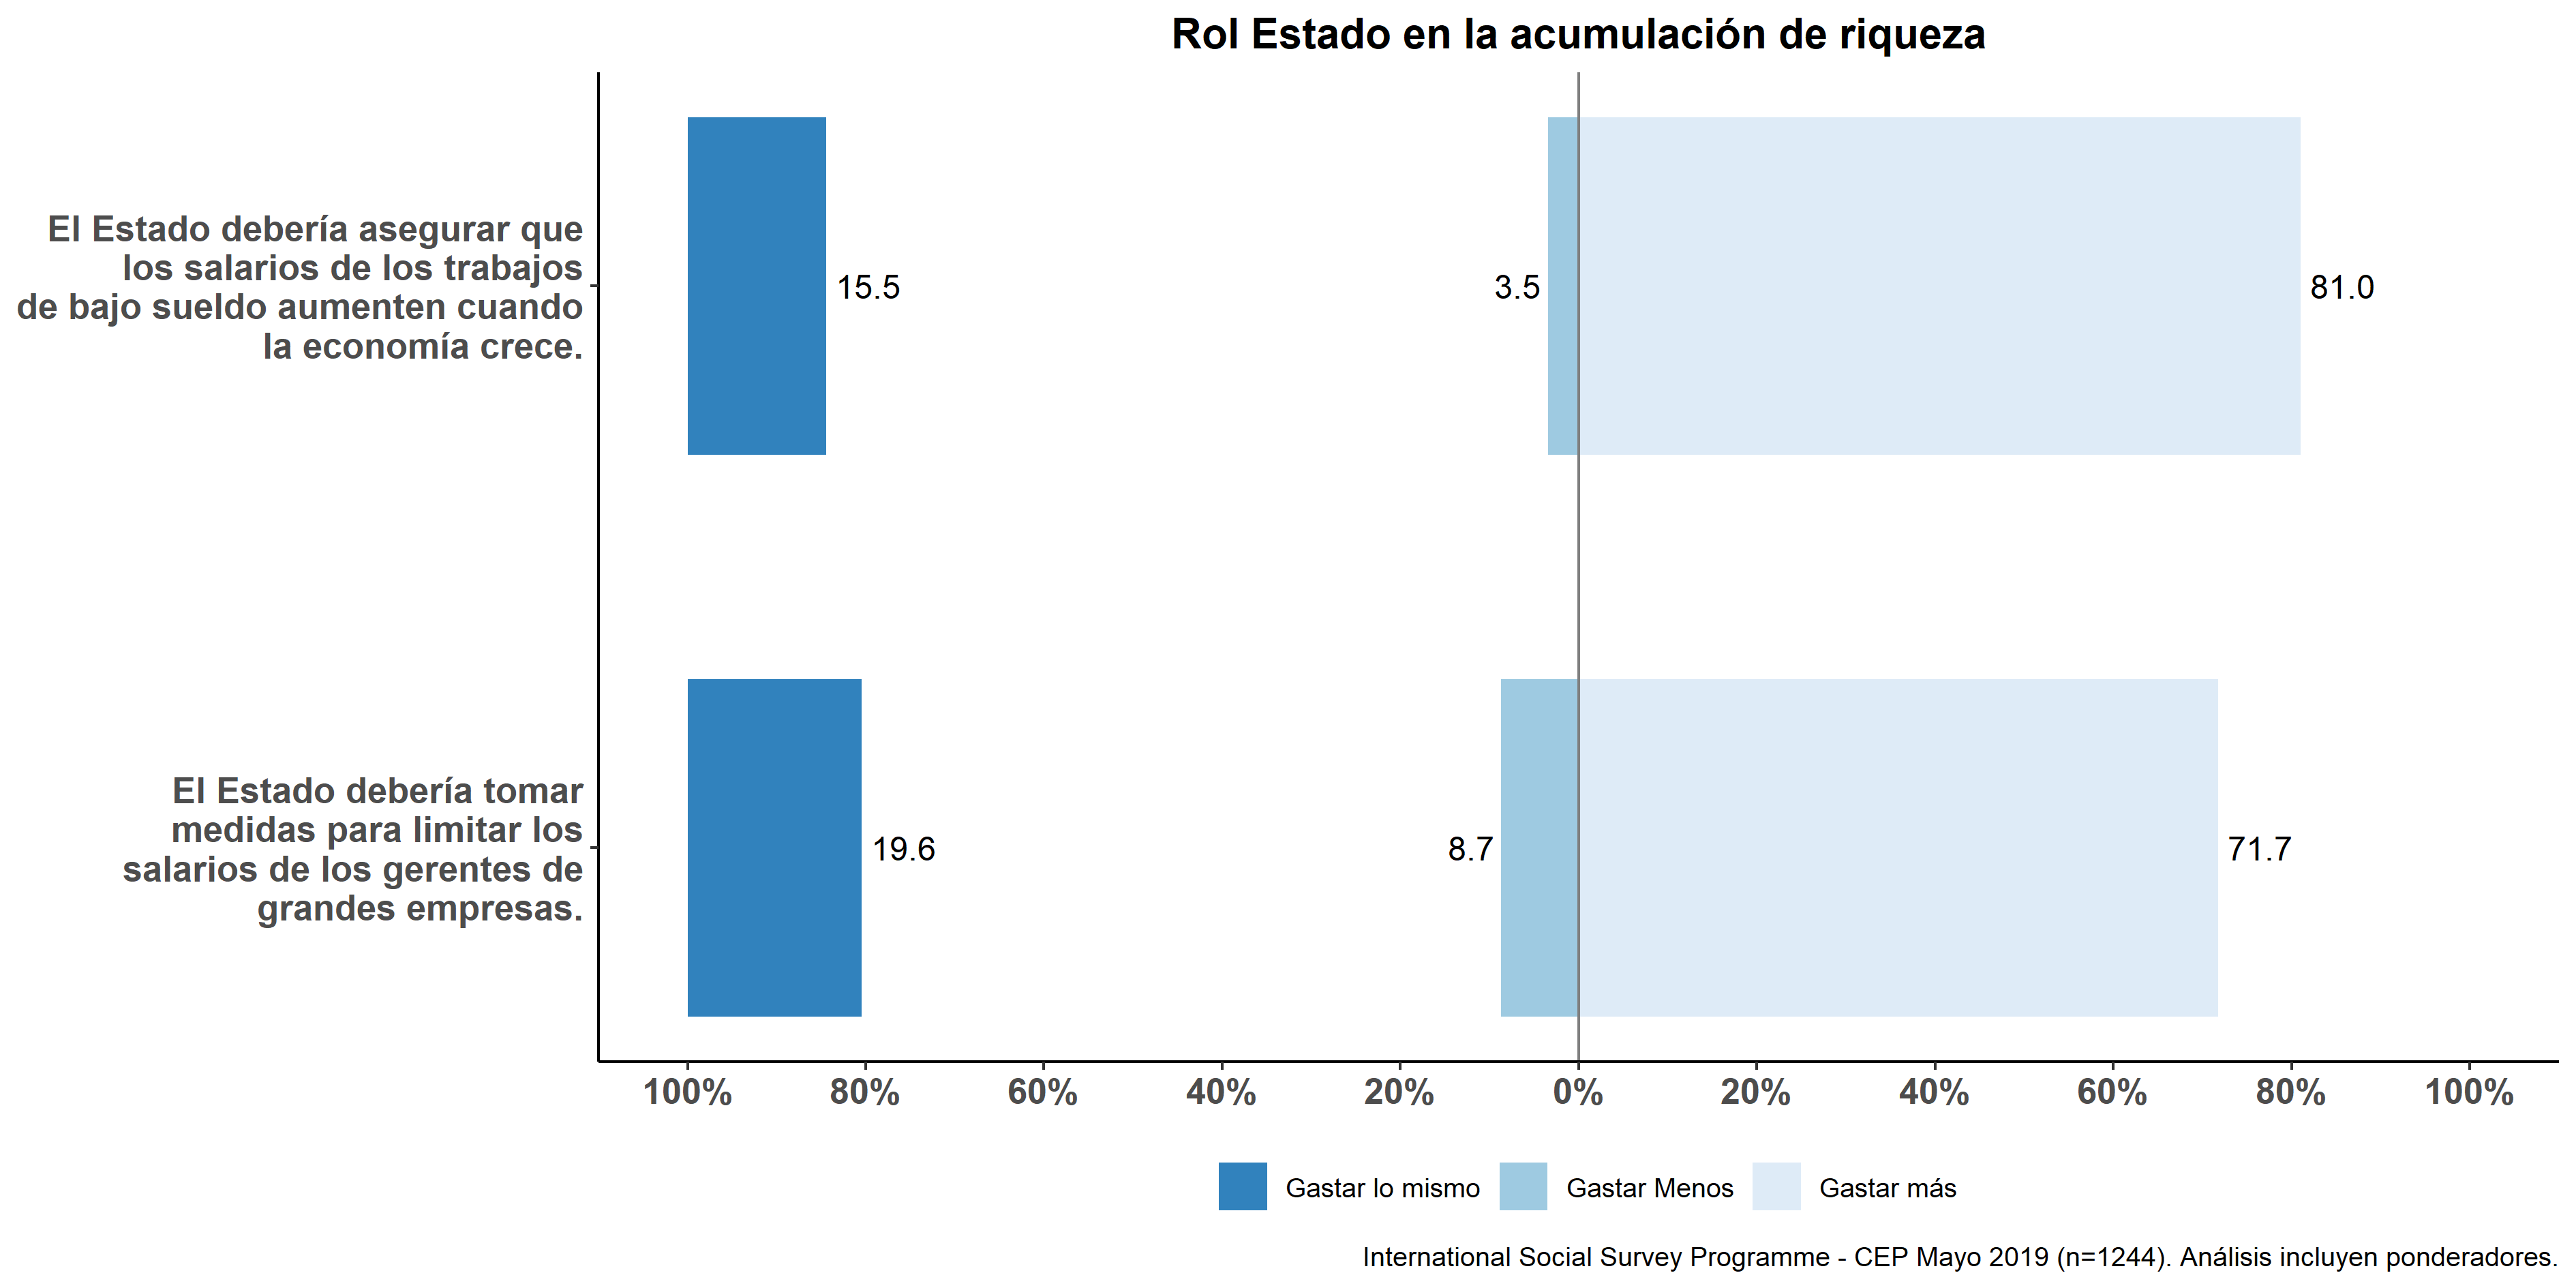 Rol Estado en la acumulación de riqueza
El Estado debería asegurar que
los salarios de los trabajos
de bajo sueldo aumenten cuando
la economía crece.
15.5
3.5
81.0
El Estado debería tomar
medidas para limitar los
salarios de los gerentes de
grandes empresas.
19.6
8.7
71.7
100% 80% 60% 40% 20% 0% 20% 40% 60% 80% 100%
Gastar lo mismo Gastar Menos Gastar más
International Social Survey Programme - CEP Mayo 2019 (n=1244). Análisis incluyen ponderadores.